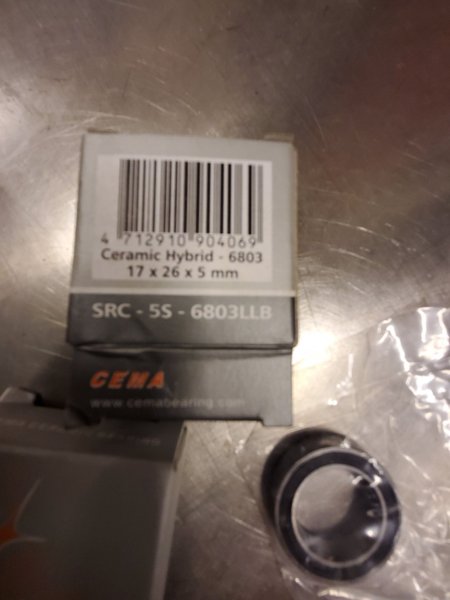 4 712910 904069
Ceramic Hybrid - 6803
17 x 26 x 5 mm
SRC - 5S - 6803LLB
CEMA
www.cemabearing.com